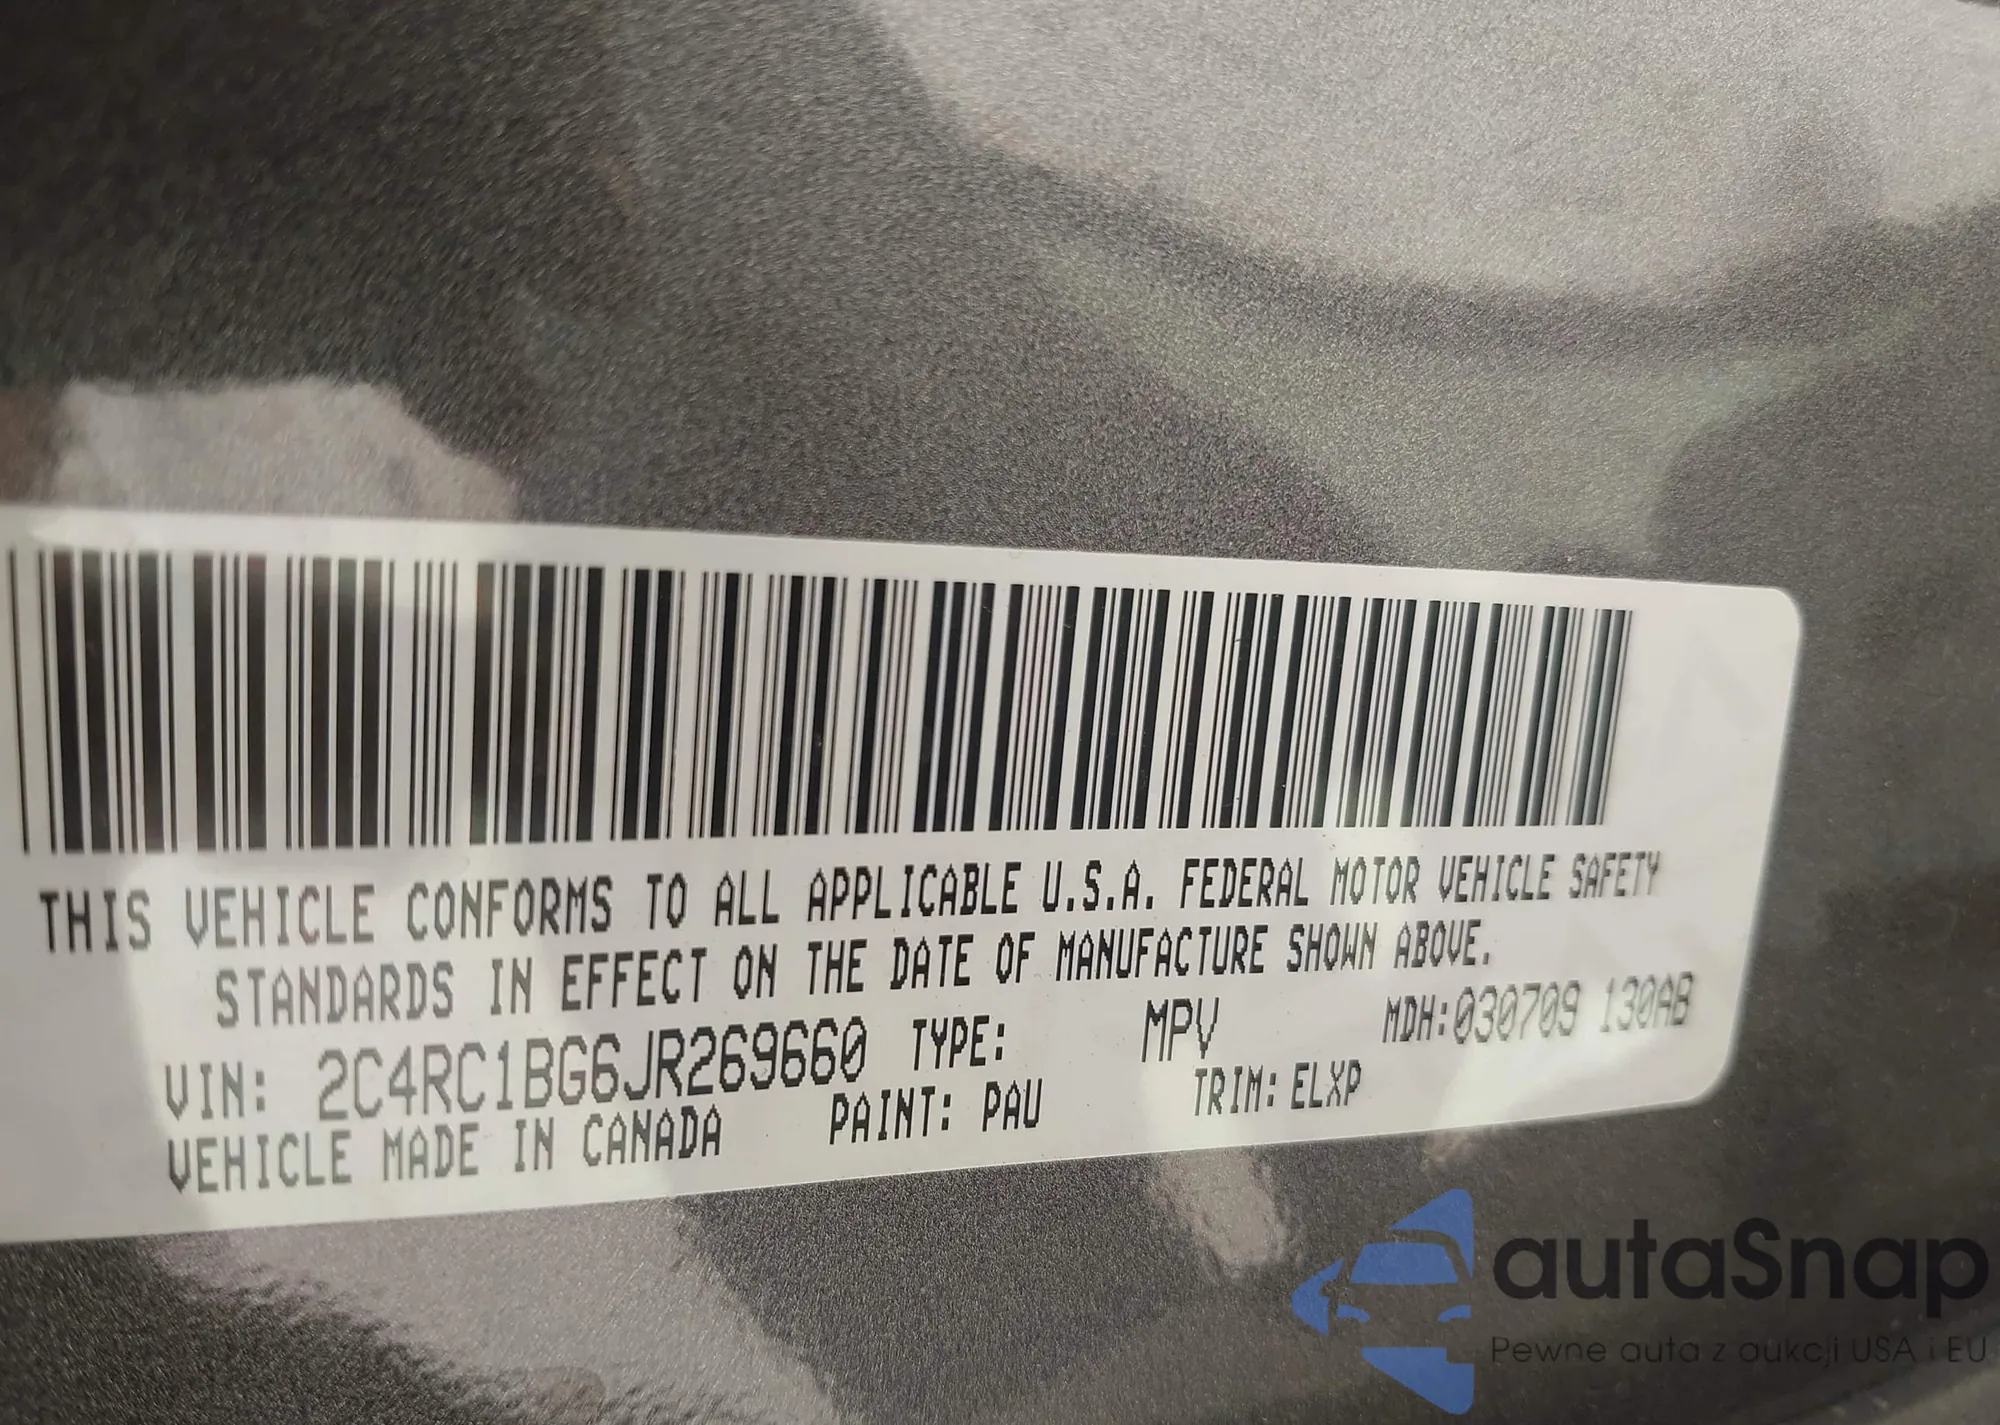 THIS VEHICLE CONFORMS TO ALL APPLICABLE U.S.A. FEDERAL MOTOR VEHICLE SAFETY
STANDARDS IN EFFECT ON THE DATE OF MANUFACTURE SHOWN ABOVE.
VIN: 2C4RC1BG6JR269660 TYPE: MPV MDH:030709 130AB
VEHICLE MADE IN CANADA PAINT: PAU TRIM: ELXP
autaSnap
Pewne auta z aukcji USA i EU